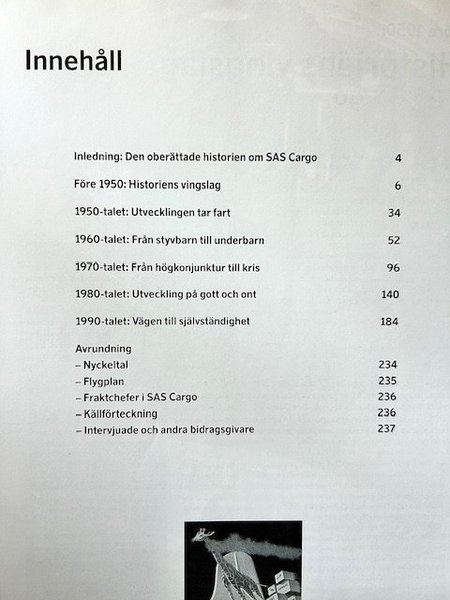 Innehåll
Inledning: Den oberättade historien om SAS Cargo 4
Före 1950: Historiens vingslag 6
1950-talet: Utvecklingen tar fart 34
1960-talet: Från styvbarn till underbarn 52
1970-talet: Från högkonjunktur till kris 96
1980-talet: Utveckling på gott och ont 140
1990-talet: Vägen till självständighet 184
Avrundning
– Nyckeltal 234
– Flygplan 235
– Fraktchefer i SAS Cargo 236
– Källförteckning 236
– Intervjuade och andra bidragsgivare 237